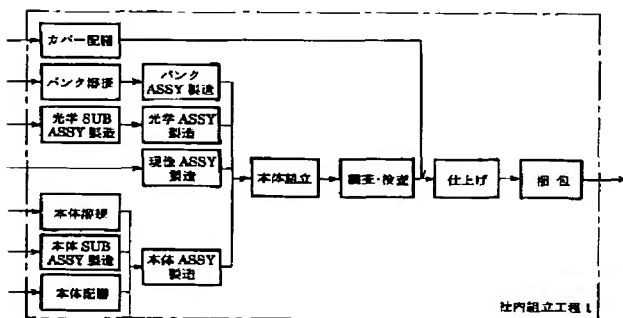 カバー配膳
バンク溶接
バンク
ASSY 製造
光学 SUB
ASSY 製造
光学 ASSY
製造
現像 ASSY
製造
本体組立
調整・検査
仕上げ
梱包
本体溶接
本体 SUB
ASSY 製造
本体 ASSY
製造
本体配膳
社内組立工程 1